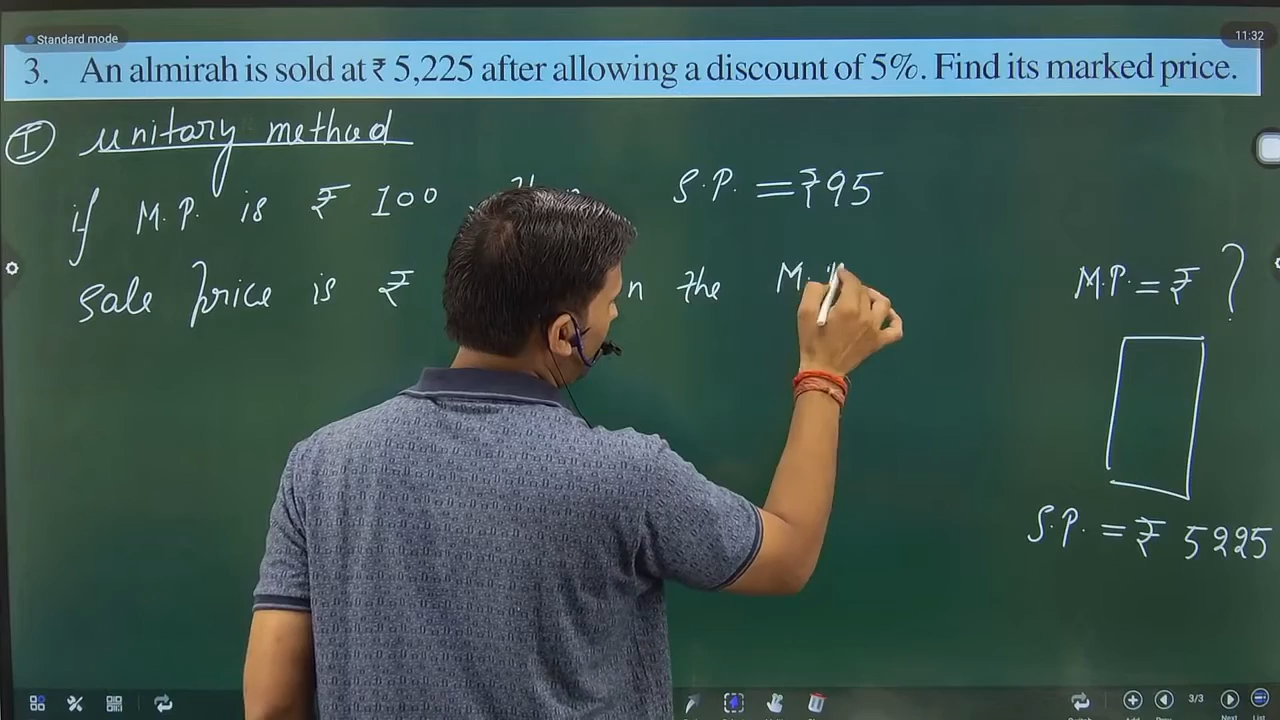 Standard mode
11:32
3. An almirah is sold at ₹ 5,225 after allowing a discount of 5%. Find its marked price.
I unitary method
if M.P. is ₹ 100 S.P. = ₹95
sale price is ₹ the
M.P. = ₹ ?
S.P. = ₹ 5225
3/3